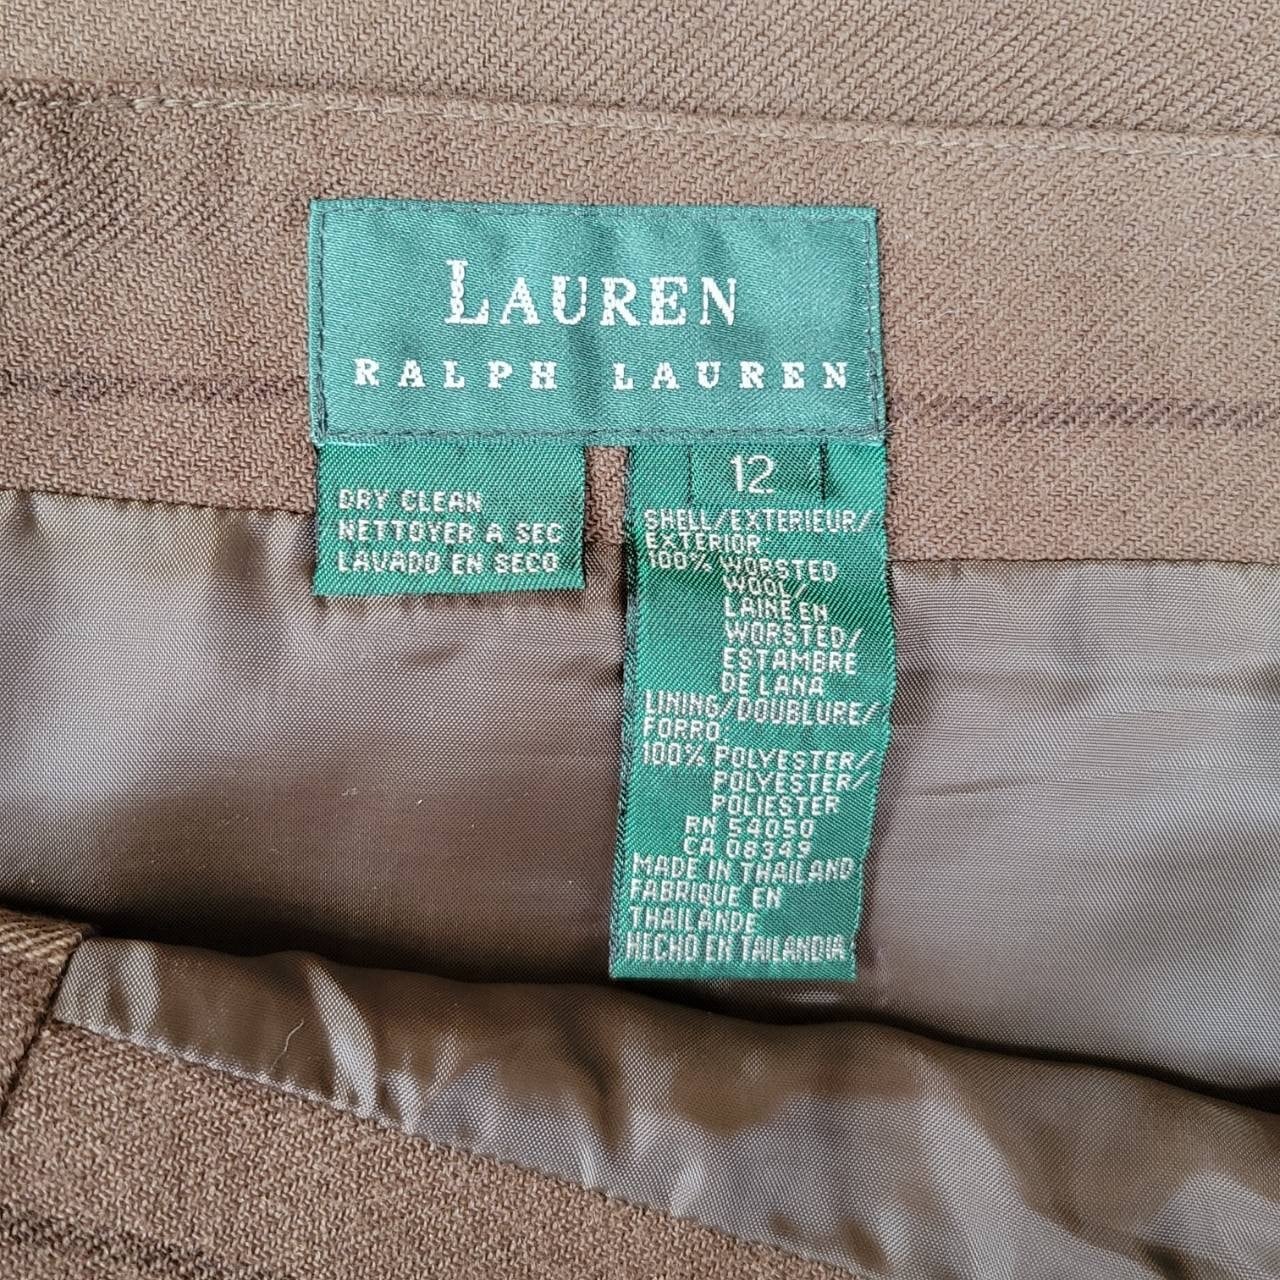 LAUREN
RALPH LAUREN
DRY CLEAN
NETTOYER A SEC
LAVADO EN SECO
12
SHELL/EXTERIEUR/
EXTERIOR
100% WORSTED
WOOL/
LAINE EN
WORSTED/
ESTAMBRE
DE LANA
LINING/DOUBLURE/
FORRO
100% POLYESTER/
POLYESTER/
POLIESTER
RN 54050
CA 08349
MADE IN THAILAND
FABRIQUE EN
THAILANDE
HECHO EN TAILANDIA